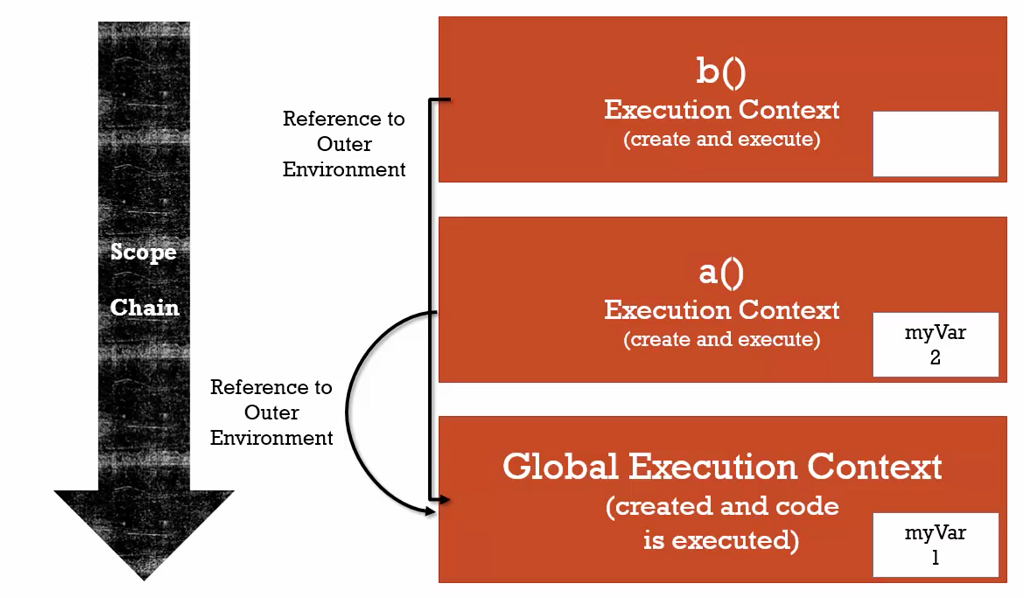 b()
Execution Context
(create and execute)
Reference to
Outer
Environment
Scope
Chain
a()
Execution Context
(create and execute)
myVar
2
Reference to
Outer
Environment
Global Execution Context
(created and code
is executed)
myVar
1